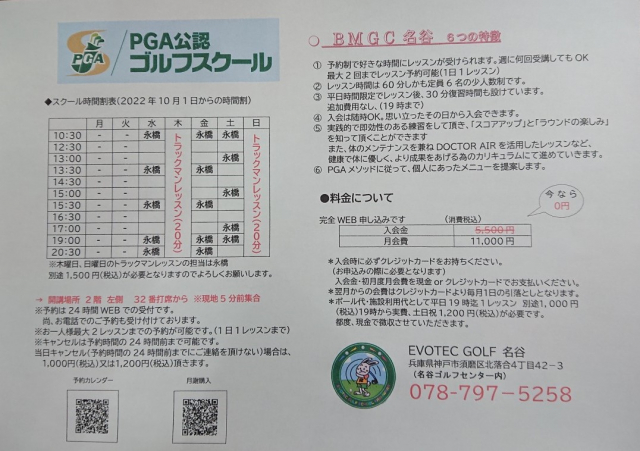 PGA
PGA公認
ゴルフスクール
◆スクール時間割表(2022年10月1日からの時間割)
月 火 水 木 金 土 日
10:30 - - 永橋 トラックマンレッスン(20分) 永橋 永橋 トラックマンレッスン(20分)
12:30 - -
13:00 - - 永橋
13:30 - - 永橋 永橋
14:30 - -
15:00 - - 永橋
15:30 - - 永橋 永橋
16:30 - -
17:00 - - 永橋
19:00 - - 永橋 永橋 永橋
20:30 - - 永橋 永橋
※木曜日、日曜日のトラックマンレッスンの担当は永橋
別途1,500円(税込)が必要となりますのでよろしくお願いします。
→ 開講場所 2階 左側 32番打席から ※現地5分前集合
※予約は24時間WEBでの受付です。
尚、お電話でのご予約も受け付けております。
※お一人様最大2レッスンまでの予約が可能です。(1日1レッスンまで)
※キャンセルは予約時間の24時間前まで可能です。
当日キャンセル(予約時間の24時間前までにご連絡を頂けない)場合は、
1,000円(税込)又は1,200円(税込)頂きます。
予約カレンダー 月謝購入
○ BMGC名谷 6つの特徴
① 予約制で好きな時間にレッスンが受けられます。週に何回受講してもOK
最大2回までレッスン予約可能(1日1レッスン)
② レッスン時間は60分しかも定員6名の少人数制です。
③ 平日時間限定でレッスン後、30分復習時間も設けています。
追加費用なし、(19時まで)
④ 入会は随時OK。思い立ったその日から入会できます。
⑤ 実践的で即効性のある練習をして頂き、「スコアアップ」と「ラウンドの楽しみ」
を知って頂くことができます
また、体のメンテナンスを兼ねDOCTOR AIRを活用したレッスンなど、
健康で体に優しく、より成果をあげる為のカリキュラムにて進めていきます。
⑥ PGAメソッドに従って、個人にあったメニューを提案します。
●料金について
今なら
0円
完全WEB申し込みです (消費税込)
入会金 5,500円
月会費 11,000円
*入会時に必ずクレジットカードをお持ちください。
(お申込みの際に必要となります)
入会金・初月度月会費を現金orクレジットカードでお支払いください。
*翌月からの会費はクレジットカードより毎月1日の引落としとなります。
*ボール代・施設利用代として平日19時迄1レッスン 別途1,000円
(税込)19時から実費、土日祝1,200円(税込)が必要です。
都度、現金で徴収させていただきます。
EVOTEC GOLF 名谷
兵庫県神戸市須磨区北落合4丁目42-3
(名谷ゴルフセンター内)
078-797-5258